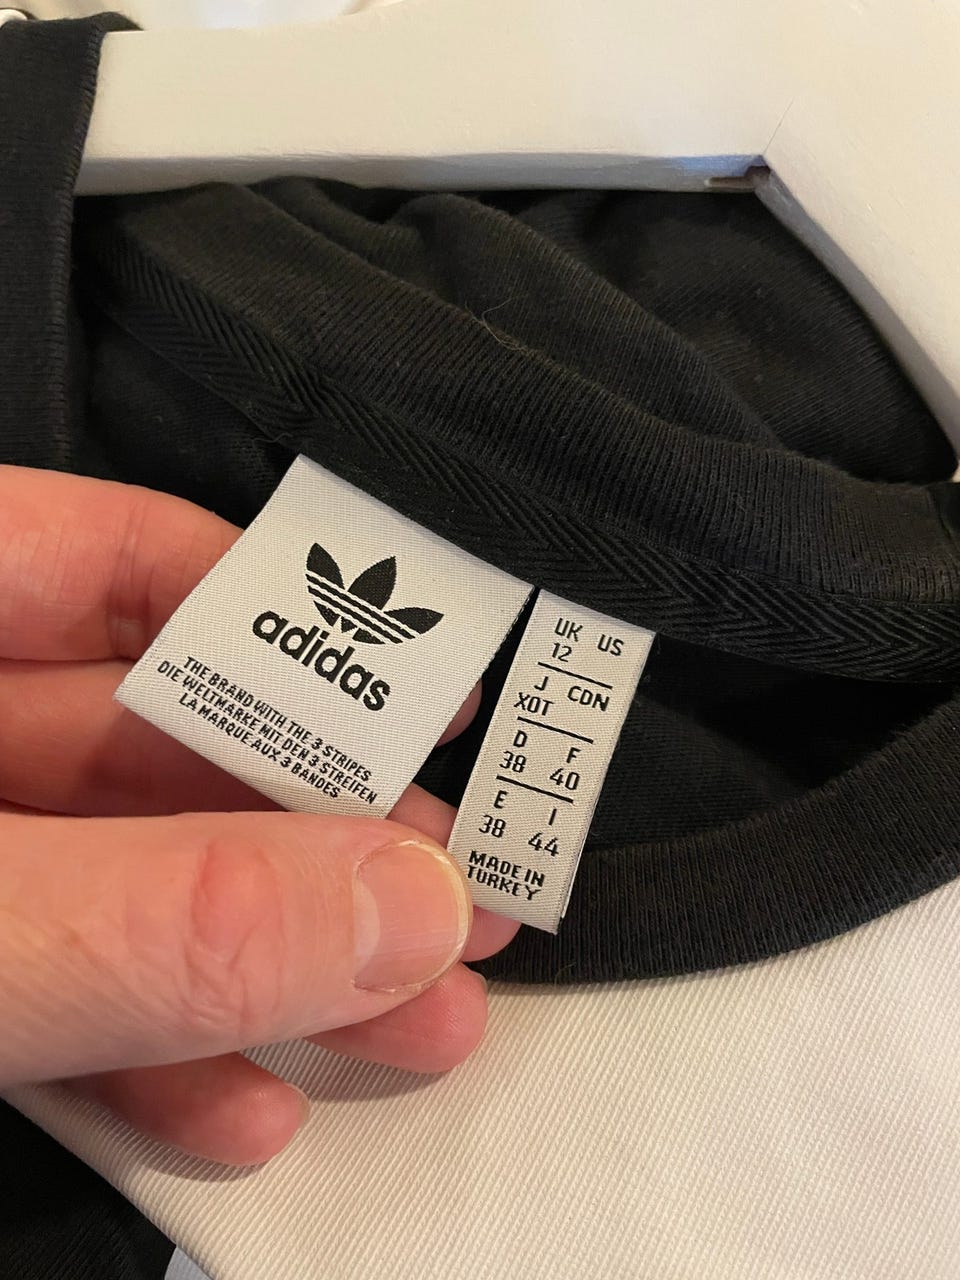 adidas
THE BRAND WITH THE 3 STRIPES
DIE WELTMARKE MIT DEN 3 STREIFEN
LA MARQUE AUX 3 BANDES
UK US
12
J CDN
XOT
D F
38 40
E I
38 44
MADE IN
TURKEY